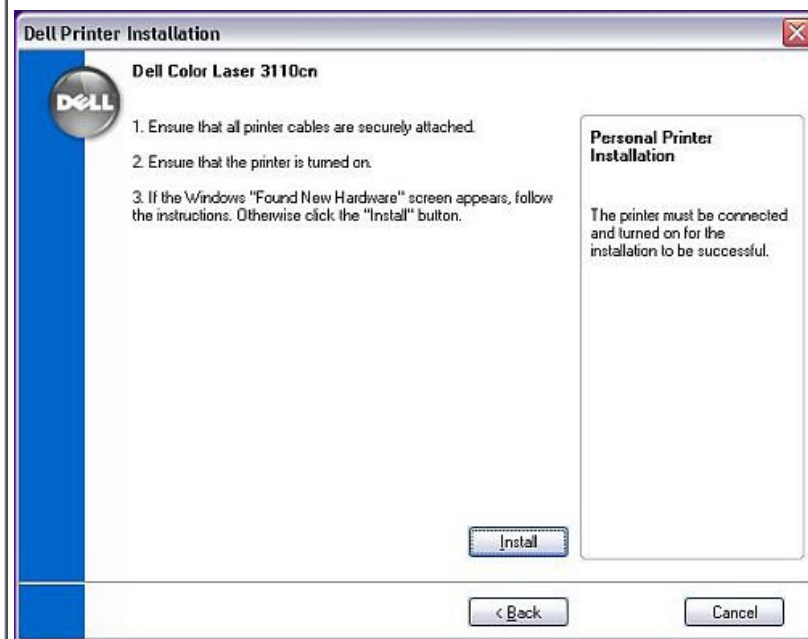 Dell Printer Installation
DELL
Dell Color Laser 3110cn
1. Ensure that all printer cables are securely attached.
2. Ensure that the printer is turned on.
3. If the Windows "Found New Hardware" screen appears, follow
the instructions. Otherwise click the "Install" button.
Personal Printer
Installation
The printer must be connected
and turned on for the
installation to be successful.
Install
< Back
Cancel